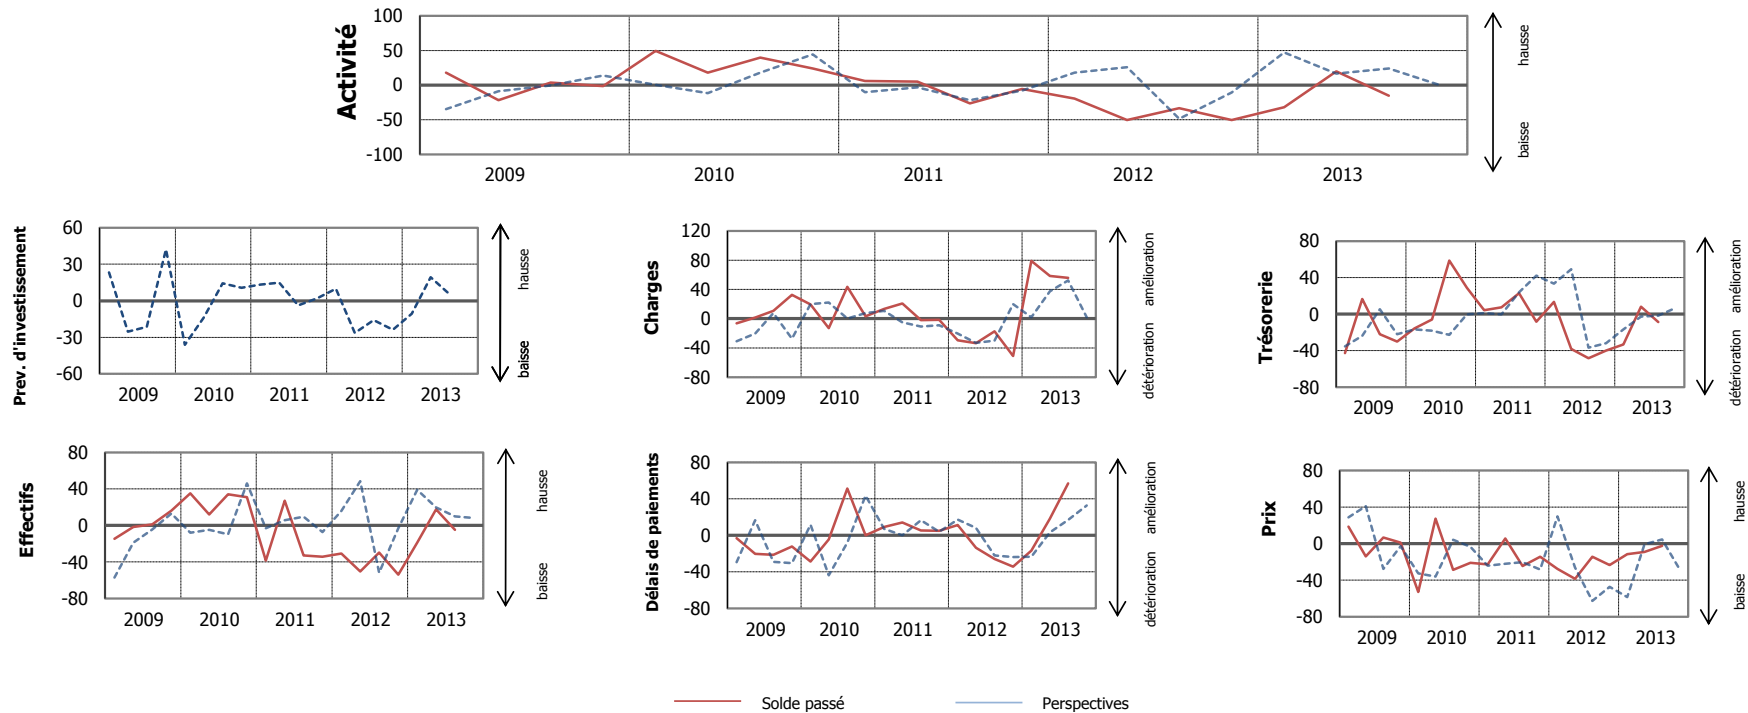 Activité
100
50
0
-50
-100
2009 2010 2011 2012 2013
hausse
baisse
Prev. d'investissement
60
30
0
-30
-60
2009 2010 2011 2012 2013
hausse
baisse
Charges
120
80
40
0
-40
-80
2009 2010 2011 2012 2013
amélioration
détérioration
Trésorerie
80
40
0
-40
-80
2009 2010 2011 2012 2013
amélioration
détérioration
Effectifs
80
40
0
-40
-80
2009 2010 2011 2012 2013
hausse
baisse
Délais de paiements
80
40
0
-40
-80
2009 2010 2011 2012 2013
amélioration
détérioration
Prix
80
40
0
-40
-80
2009 2010 2011 2012 2013
hausse
baisse
Solde passé Perspectives